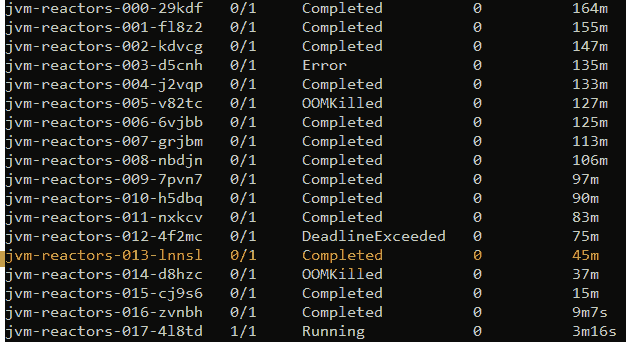 jvm-reactors-000-29kdf 0/1 Completed 0 164m
jvm-reactors-001-fl8z2 0/1 Completed 0 155m
jvm-reactors-002-kdvcg 0/1 Completed 0 147m
jvm-reactors-003-d5cnh 0/1 Error 0 135m
jvm-reactors-004-j2vqp 0/1 Completed 0 133m
jvm-reactors-005-v82tc 0/1 OOMKilled 0 127m
jvm-reactors-006-6vjbb 0/1 Completed 0 125m
jvm-reactors-007-grjbm 0/1 Completed 0 113m
jvm-reactors-008-nbdjn 0/1 Completed 0 106m
jvm-reactors-009-7pvn7 0/1 Completed 0 97m
jvm-reactors-010-h5dbq 0/1 Completed 0 90m
jvm-reactors-011-nxkcv 0/1 Completed 0 83m
jvm-reactors-012-4f2mc 0/1 DeadlineExceeded 0 75m
jvm-reactors-013-lnnsl 0/1 Completed 0 45m
jvm-reactors-014-d8hzc 0/1 OOMKilled 0 37m
jvm-reactors-015-cj9s6 0/1 Completed 0 15m
jvm-reactors-016-zvnbh 0/1 Completed 0 9m7s
jvm-reactors-017-4l8td 1/1 Running 0 3m16s